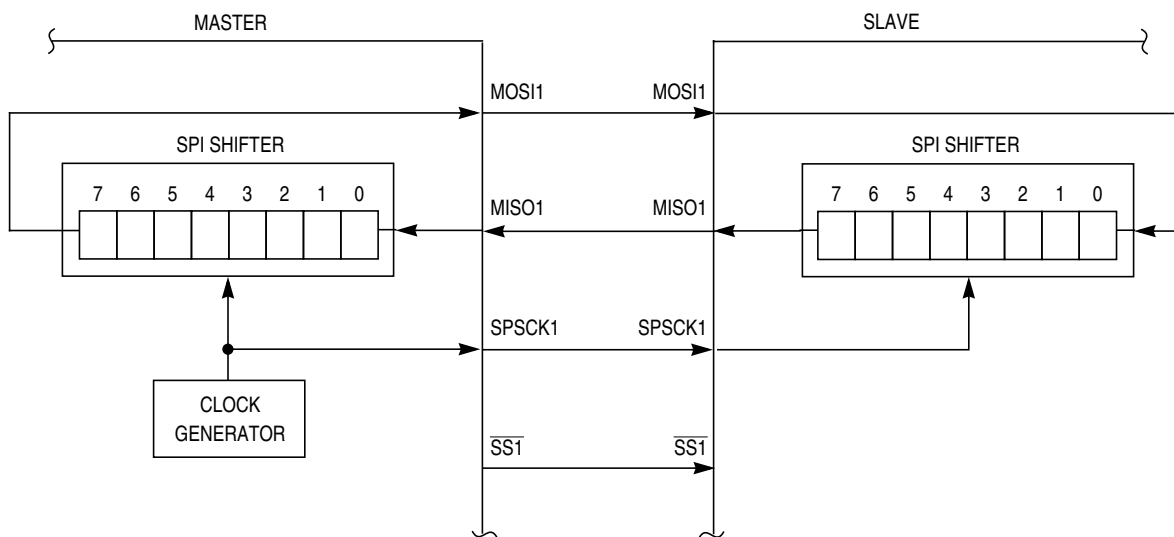 MASTER
SLAVE
MOSI1
MOSI1
SPI SHIFTER
SPI SHIFTER
7 6 5 4 3 2 1 0
MISO1
MISO1
7 6 5 4 3 2 1 0
SPSCK1
SPSCK1
CLOCK
GENERATOR
SS1
SS1